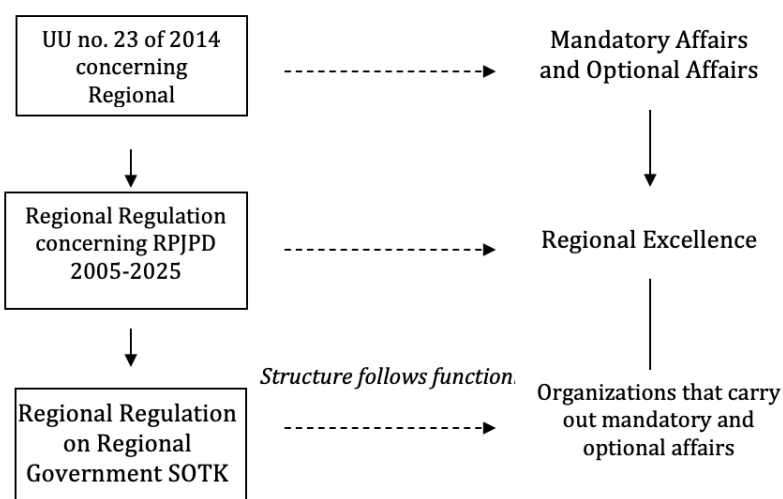 UU no. 23 of 2014
concerning
Regional
Mandatory Affairs
and Optional Affairs
Regional Regulation
concerning RPJPD
2005-2025
Regional Excellence
Structure follows function.
Regional Regulation
on Regional
Government SOTK
Organizations that carry
out mandatory and
optional affairs